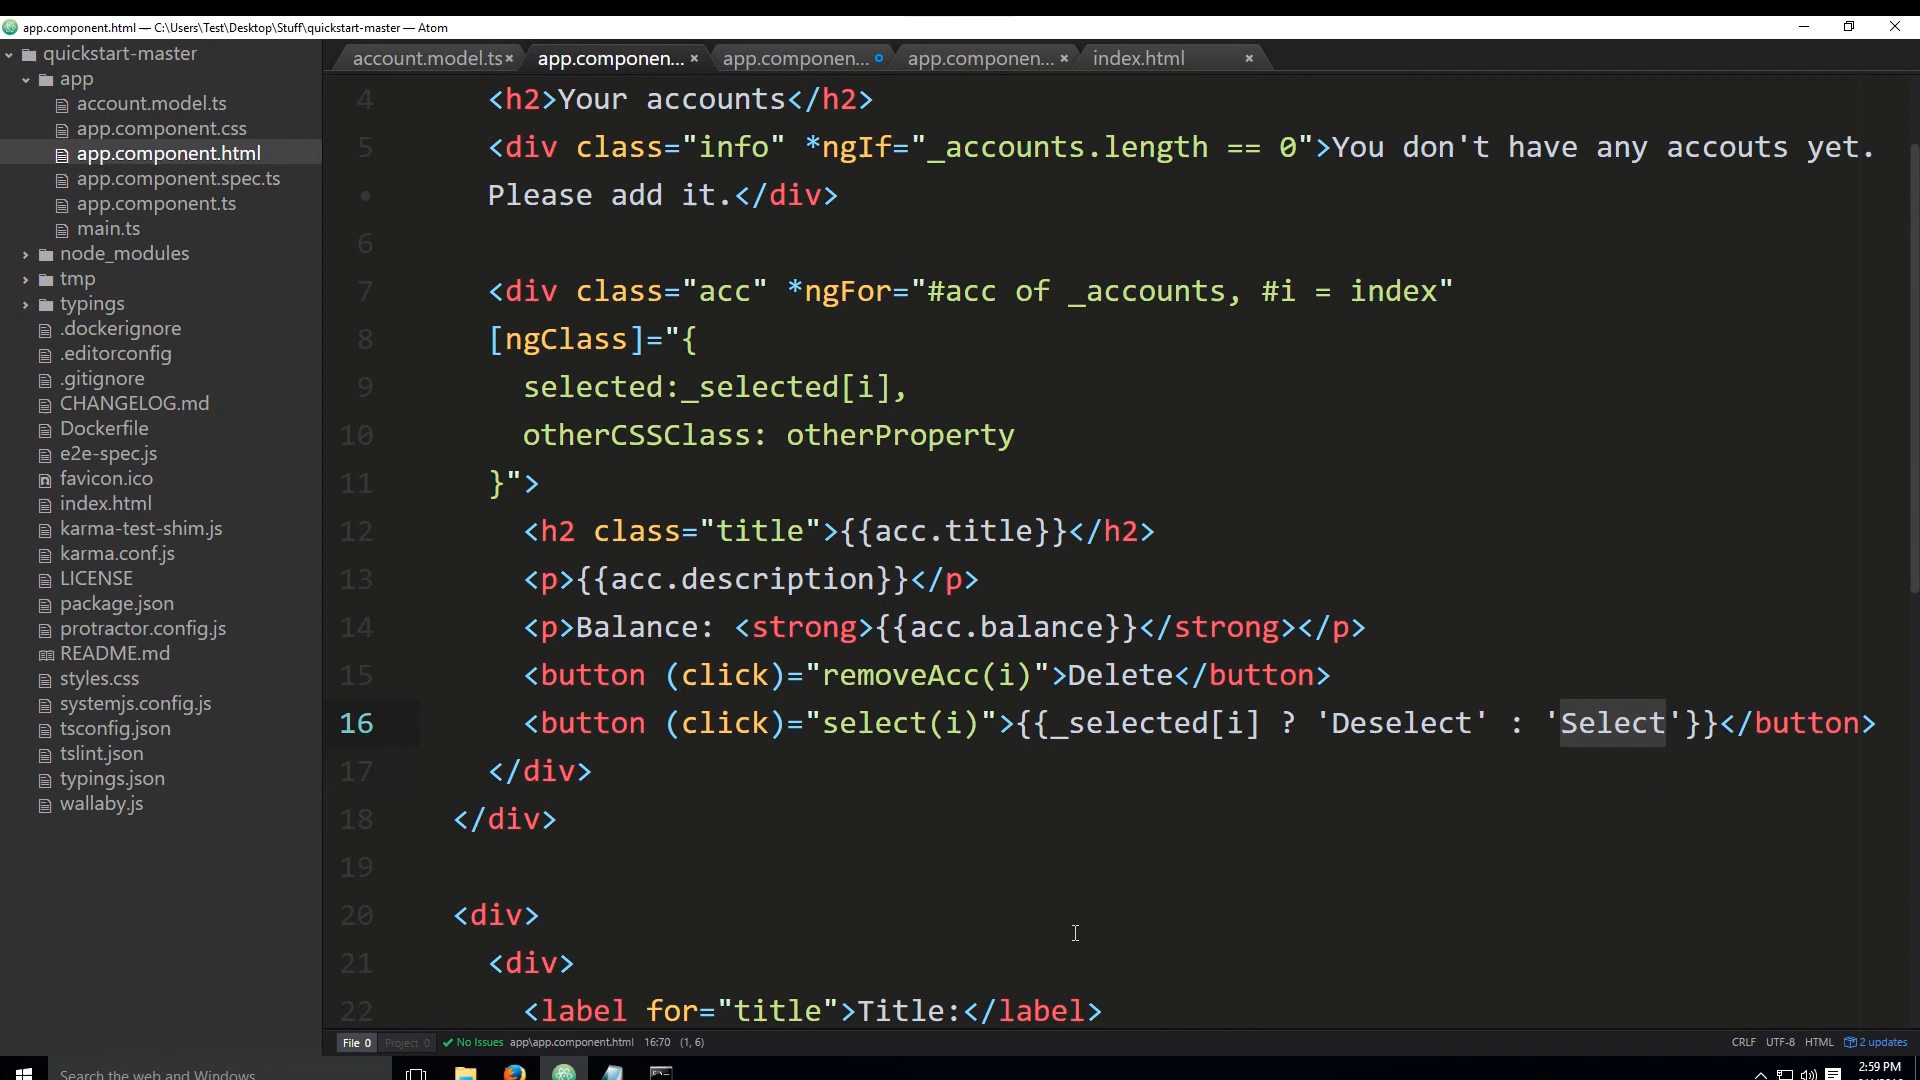 app.component.html — C:\Users\Test\Desktop\Stuff\quickstart-master — Atom
quickstart-master
app
account.model.ts
app.component.css
app.component.html
app.component.spec.ts
app.component.ts
main.ts
node_modules
tmp
typings
.dockerignore
.editorconfig
.gitignore
CHANGELOG.md
Dockerfile
e2e-spec.js
favicon.ico
index.html
karma-test-shim.js
karma.conf.js
LICENSE
package.json
protractor.config.js
README.md
styles.css
systemjs.config.js
tsconfig.json
tslint.json
typings.json
wallaby.js
account.model.ts × app.componen... × app.componen... app.componen... × index.html ×
4 <h2>Your accounts</h2>
5 <div class="info" *ngIf="_accounts.length == 0">You don't have any accouts yet.
• Please add it.</div>
6
7 <div class="acc" *ngFor="#acc of _accounts, #i = index"
8 [ngClass]="{
9 selected:_selected[i],
10 otherCSSClass: otherProperty
11 }">
12 <h2 class="title">{{acc.title}}</h2>
13 <p>{{acc.description}}</p>
14 <p>Balance: <strong>{{acc.balance}}</strong></p>
15 <button (click)="removeAcc(i)">Delete</button>
16 <button (click)="select(i)">{{_selected[i] ? 'Deselect' : 'Select'}}</button>
17 </div>
18 </div>
19
20 <div>
21 <div>
22 <label for="title">Title:</label>
File 0 Project 0 ✓ No Issues app\app.component.html 16:70 (1, 6) CRLF UTF-8 HTML 2 updates
Search the web and Windows 2:59 PM